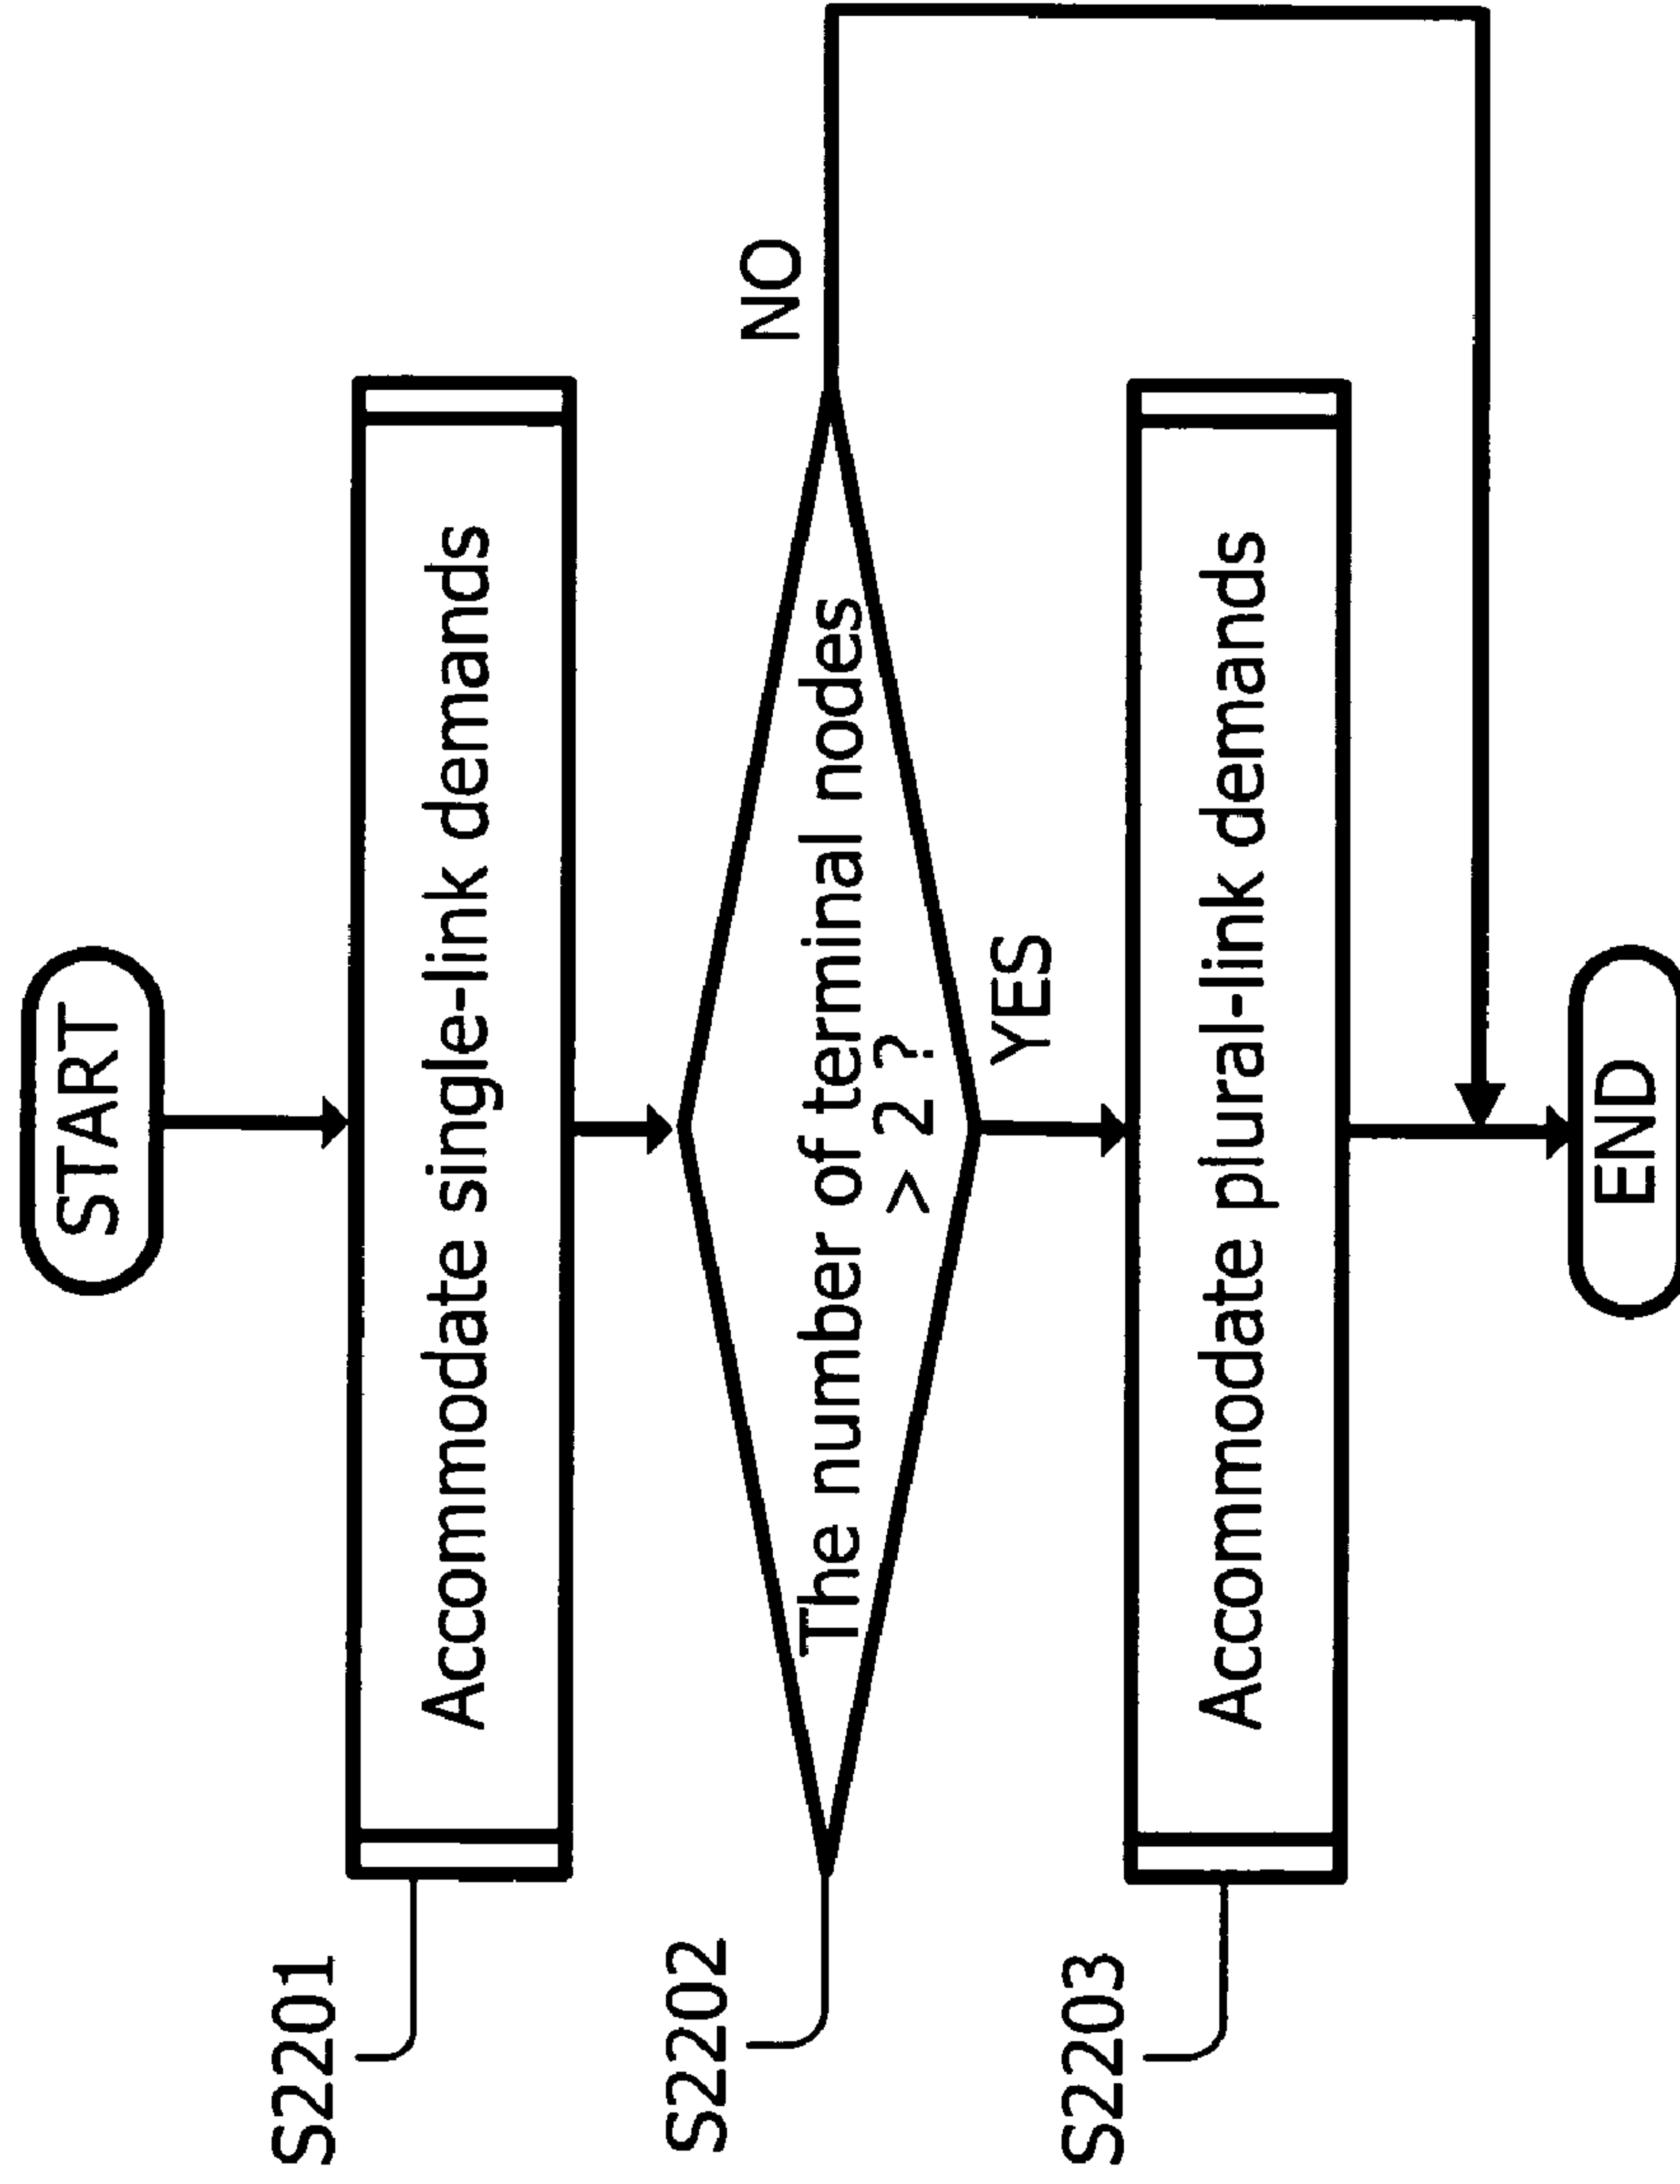 START
S2201
Accommodate single-link demands
S2202
The number of terminal nodes
> 2 ?
NO
YES
S2203
Accommodate plural-link demands
END